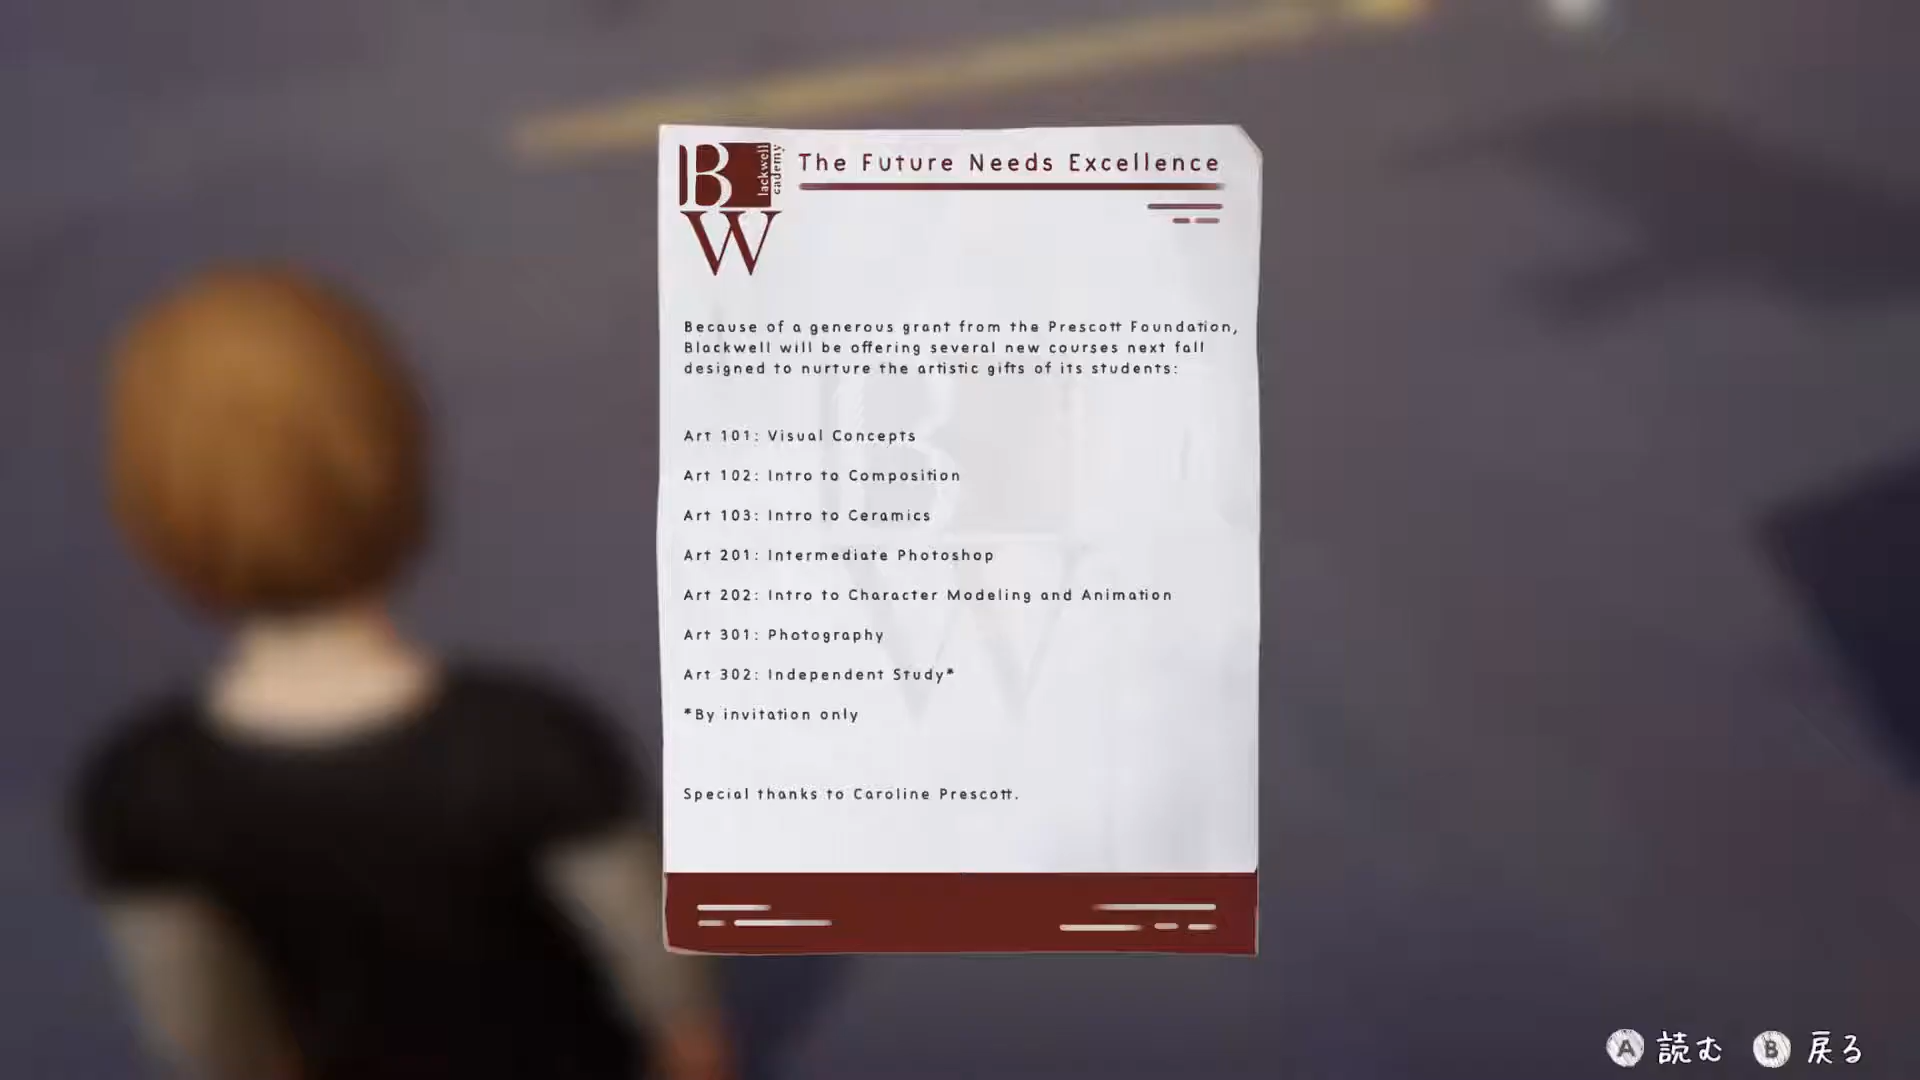 B
lackwell
cademy
W
The Future Needs Excellence
Because of a generous grant from the Prescott Foundation,
Blackwell will be offering several new courses next fall
designed to nurture the artistic gifts of its students:
Art 101: Visual Concepts
Art 102: Intro to Composition
Art 103: Intro to Ceramics
Art 201: Intermediate Photoshop
Art 202: Intro to Character Modeling and Animation
Art 301: Photography
Art 302: Independent Study*
*By invitation only
Special thanks to Caroline Prescott.
A 読む B 戻る